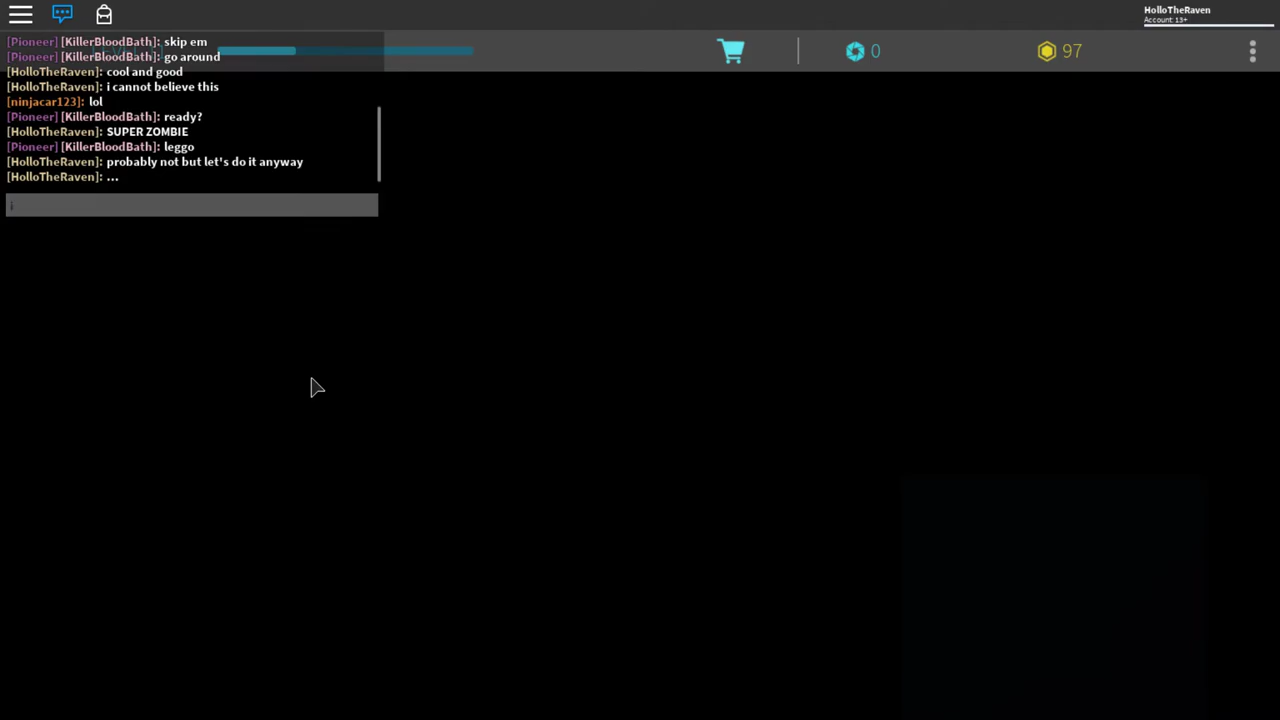 HolloTheRaven
Account: 13+
[Pioneer] [KillerBloodBath]: skip em
[Pioneer] [KillerBloodBath]: go around
0
97
[HolloTheRaven]: cool and good
[HolloTheRaven]: i cannot believe this
[ninjacar123]: lol
[Pioneer] [KillerBloodBath]: ready?
[HolloTheRaven]: SUPER ZOMBIE
[Pioneer] [KillerBloodBath]: leggo
[HolloTheRaven]: probably not but let's do it anyway
[HolloTheRaven]: ...
i